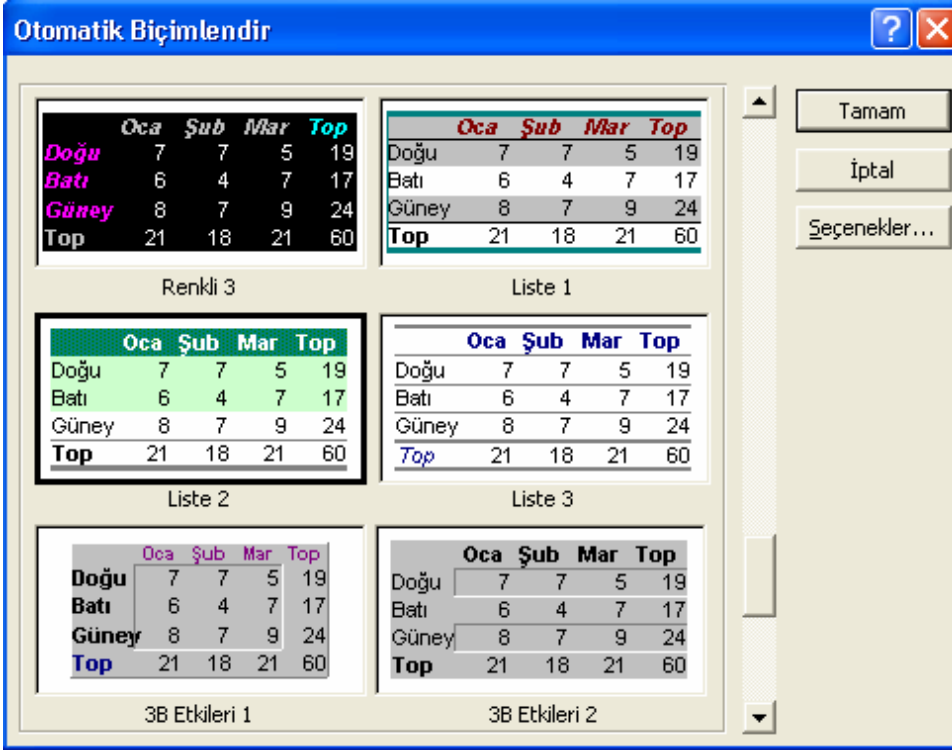 Otomatik Biçimlendir
Oca Şub Mar Top
Doğu 7 7 5 19
Batı 6 4 7 17
Güney 8 7 9 24
Top 21 18 21 60
Renkli 3
Oca Şub Mar Top
Doğu 7 7 5 19
Batı 6 4 7 17
Güney 8 7 9 24
Top 21 18 21 60
Liste 1
Oca Şub Mar Top
Doğu 7 7 5 19
Batı 6 4 7 17
Güney 8 7 9 24
Top 21 18 21 60
Liste 2
Oca Şub Mar Top
Doğu 7 7 5 19
Batı 6 4 7 17
Güney 8 7 9 24
Top 21 18 21 60
Liste 3
Oca Şub Mar Top
Doğu 7 7 5 19
Batı 6 4 7 17
Güney 8 7 9 24
Top 21 18 21 60
3B Etkileri 1
Oca Şub Mar Top
Doğu 7 7 5 19
Batı 6 4 7 17
Güney 8 7 9 24
Top 21 18 21 60
3B Etkileri 2
Tamam
İptal
Seçenekler...